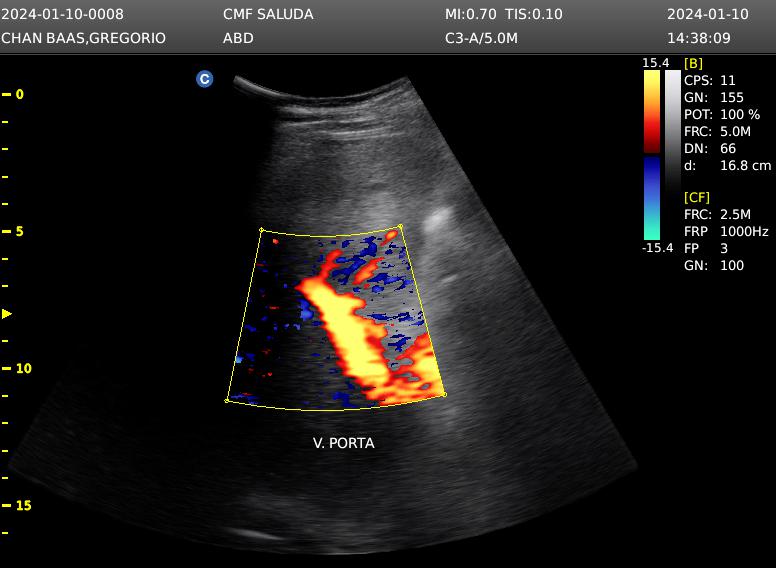 2024-01-10-0008 CMF SALUDA MI:0.70 TIS:0.10 2024-01-10
CHAN BAAS,GREGORIO ABD C3-A/5.0M 14:38:09
C
15.4 [B]
CPS: 11
GN: 155
POT: 100 %
FRC: 5.0M
DN: 66
d: 16.8 cm
[CF]
FRC: 2.5M
FRP 1000Hz
-15.4 FP 3
GN: 100
0
5
10
15
V. PORTA